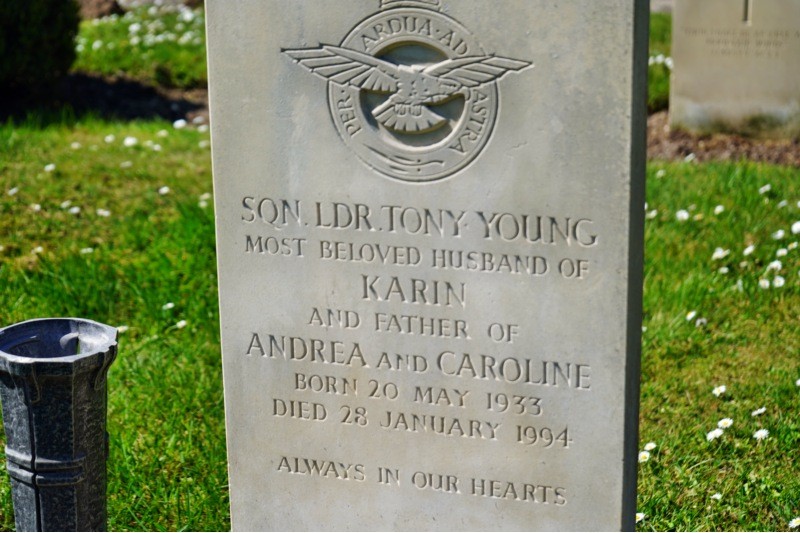 PER ARDUA AD ASTRA
SQN. LDR. TONY YOUNG
MOST BELOVED HUSBAND OF
KARIN
AND FATHER OF
ANDREA AND CAROLINE
BORN 20 MAY 1933
DIED 28 JANUARY 1994
ALWAYS IN OUR HEARTS